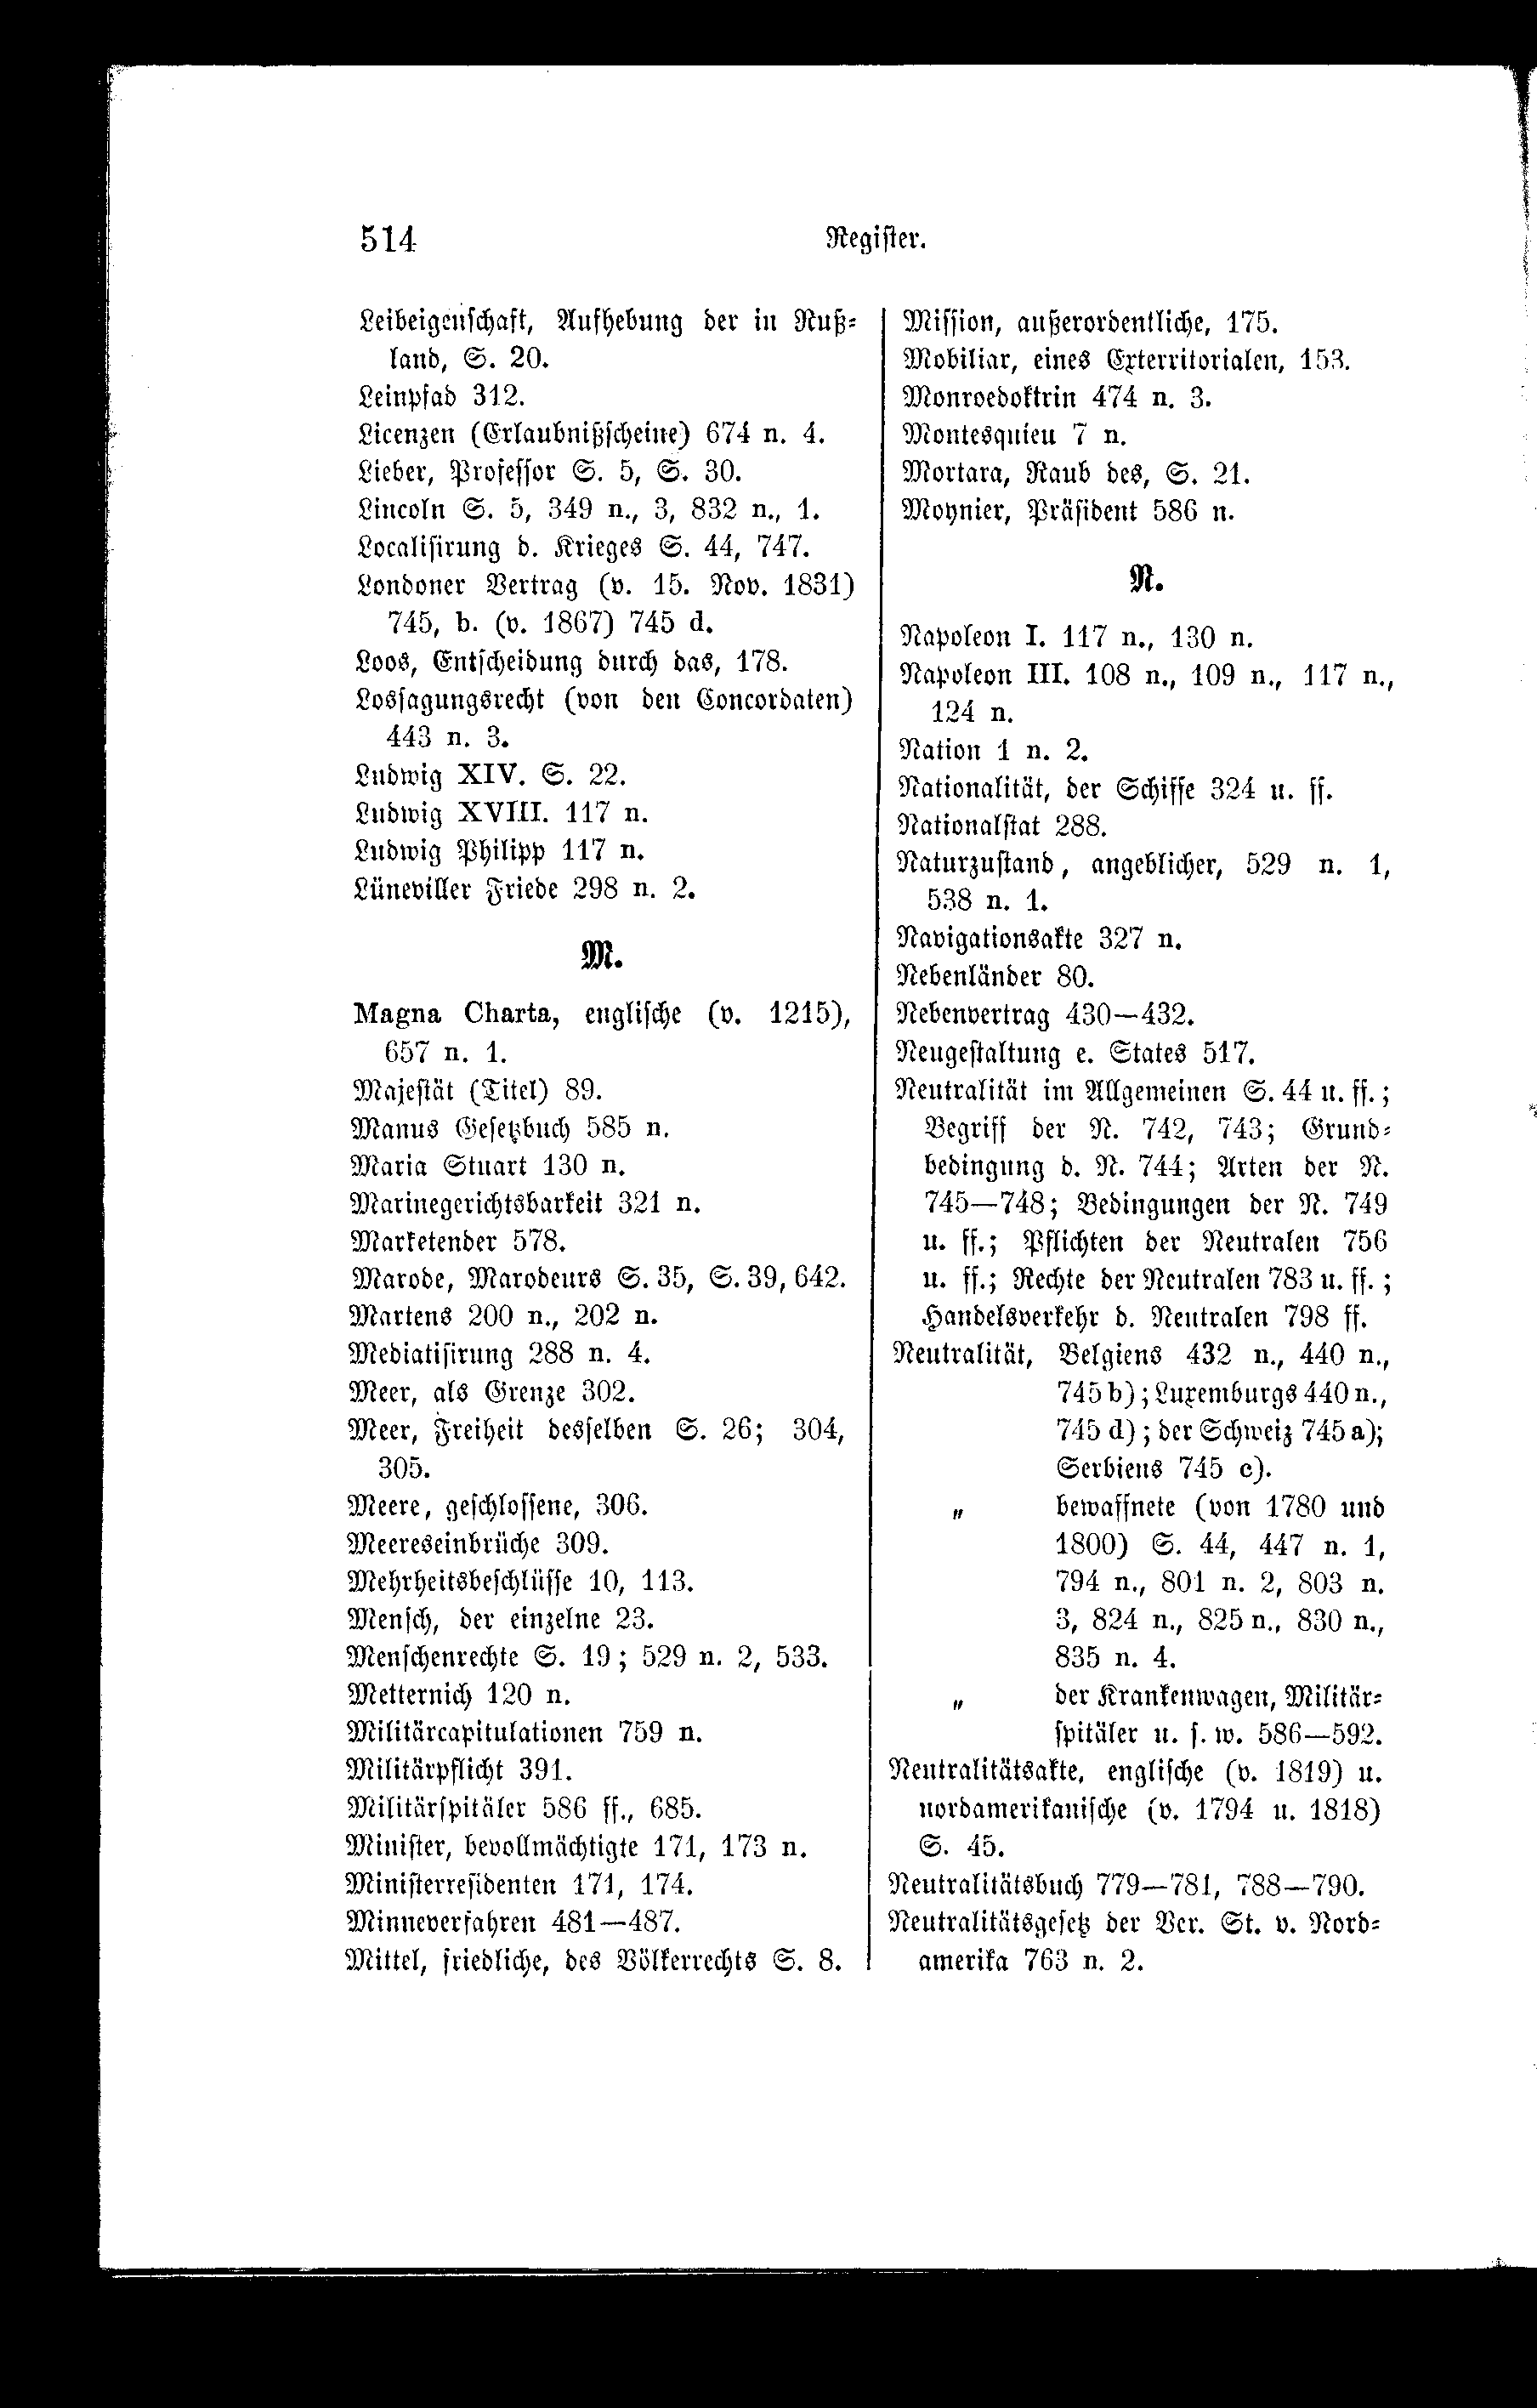 514
Register.
Leibeigenschaft, Aufhebung der in Ruß-
land, S. 20.
Leinpfad 312.
Licenzen (Erlaubnißscheine) 674 n. 4.
Lieber, Professor S. 5, S. 30.
Lincoln S. 5, 349 n., 3, 832 n., 1.
Localisirung d. Krieges S. 44, 747.
Londoner Vertrag (v. 15. Nov. 1831)
745, b. (v. 1867) 745 d.
Loos, Entscheidung durch das, 178.
Lossagungsrecht (von den Concordaten)
443 n. 3.
Ludwig XIV. S. 22.
Ludwig XVIII. 117 n.
Ludwig Philipp 117 n.
Lüneviller Friede 298 n. 2.
M.
Magna Charta, englische (v. 1215),
657 n. 1.
Majestät (Titel) 89.
Manus Gesetzbuch 585 n.
Maria Stuart 130 n.
Marinegerichtsbarkeit 321 n.
Marketender 578.
Marode, Marodeurs S. 35, S. 39, 642.
Martens 200 n., 202 n.
Mediatisirung 288 n. 4.
Meer, als Grenze 302.
Meer, Freiheit desselben S. 26; 304,
305.
Meere, geschlossene, 306.
Meereseinbrüche 309.
Mehrheitsbeschlüsse 10, 113.
Mensch, der einzelne 23.
Menschenrechte S. 19; 529 n. 2, 533.
Metternich 120 n.
Militärcapitulationen 759 n.
Militärpflicht 391.
Militärspitäler 586 ff., 685.
Minister, bevollmächtigte 171, 173 n.
Ministerresidenten 171, 174.
Minneverfahren 481—487.
Mittel, friedliche, des Völkerrechts S. 8.
Mission, außerordentliche, 175.
Mobiliar, eines Exterritorialen, 153.
Monroedoktrin 474 n. 3.
Montesquieu 7 n.
Mortara, Raub des, S. 21.
Moynier, Präsident 586 n.
N.
Napoleon I. 117 n., 130 n.
Napoleon III. 108 n., 109 n., 117 n.,
124 n.
Nation 1 n. 2.
Nationalität, der Schiffe 324 u. ff.
Nationalstat 288.
Naturzustand, angeblicher, 529 n. 1,
538 n. 1.
Navigationsakte 327 n.
Nebenländer 80.
Nebenvertrag 430—432.
Neugestaltung e. States 517.
Neutralität im Allgemeinen S. 44 u. ff.;
Begriff der N. 742, 743; Grund-
bedingung d. N. 744; Arten der N.
745—748; Bedingungen der N. 749
u. ff.; Pflichten der Neutralen 756
u. ff.; Rechte der Neutralen 783 u. ff.;
Handelsverkehr d. Neutralen 798 ff.
Neutralität, Belgiens 432 n., 440 n.,
745 b); Luxemburgs 440 n.,
745 d); der Schweiz 745 a);
Serbiens 745 c).
„ bewaffnete (von 1780 und
1800) S. 44, 447 n. 1,
794 n., 801 n. 2, 803 n.
3, 824 n., 825 n., 830 n.,
835 n. 4.
„ der Krankenwagen, Militär-
spitäler u. s. w. 586—592.
Neutralitätsakte, englische (v. 1819) u.
nordamerikanische (v. 1794 u. 1818)
S. 45.
Neutralitätsbuch 779—781, 788—790.
Neutralitätsgesetz der Ver. St. v. Nord-
amerika 763 n. 2.